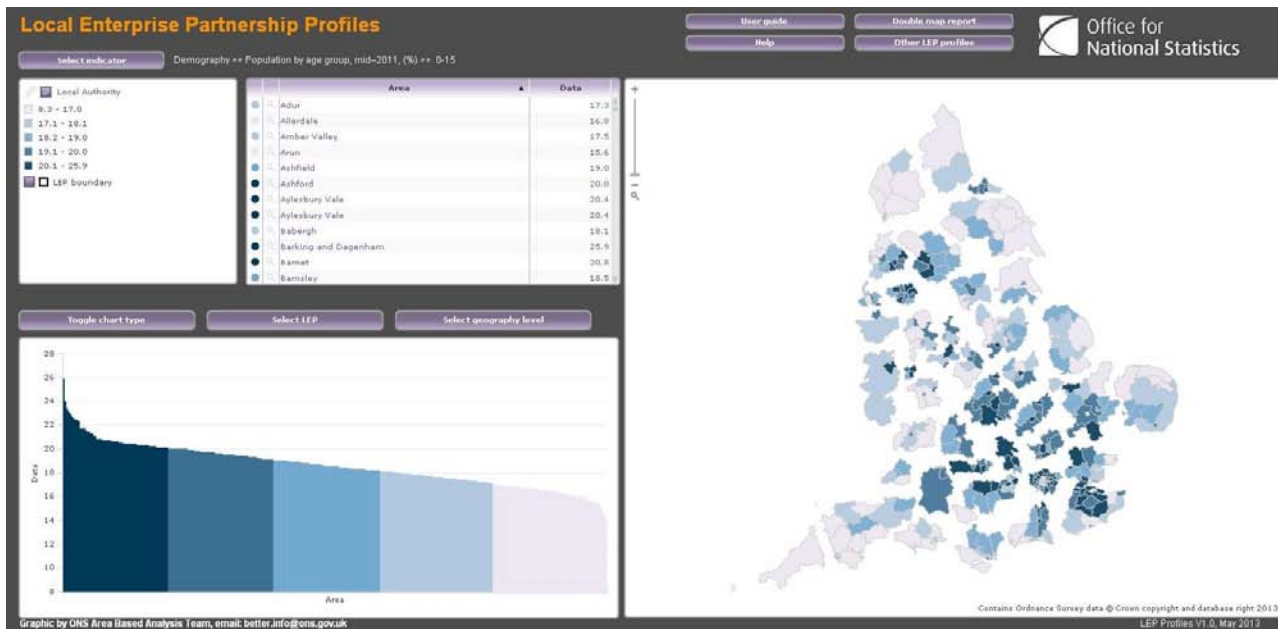 Local Enterprise Partnership Profiles
User guide
Double map report
Help
Other LEP profiles
Office for
National Statistics
Select indicator
Demography >> Population by age group, mid-2011, (%) >> 0-15
Local Authority
8.3 - 17.0
17.1 - 18.1
18.2 - 19.0
19.1 - 20.0
20.1 - 25.9
LEP boundary
Area Data
Adur 17.3
Allerdale 16.8
Amber Valley 17.5
Arun 15.6
Ashfield 19.0
Ashford 20.8
Aylesbury Vale 20.4
Aylesbury Vale 20.4
Babergh 18.1
Barking and Dagenham 25.9
Barnet 20.8
Barnsley 18.5
Toggle chart type
Select LEP
Select geography level
28
26
24
22
20
18
16
14
12
10
8
Data
Area
Contains Ordnance Survey data © Crown copyright and database right 2013
Graphic by ONS Area Based Analysis Team, email: better.info@ons.gov.uk
LEP Profiles V1.0, May 2013